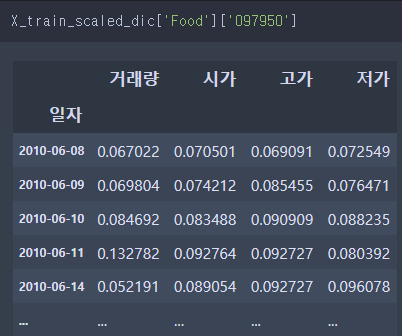 X_train_scaled_dic['Food']['097950']
거래량 시가 고가 저가
일자
2010-06-08 0.067022 0.070501 0.069091 0.072549
2010-06-09 0.069804 0.074212 0.085455 0.076471
2010-06-10 0.084692 0.083488 0.090909 0.088235
2010-06-11 0.132782 0.092764 0.092727 0.080392
2010-06-14 0.052191 0.089054 0.092727 0.096078
... ... ... ... ...